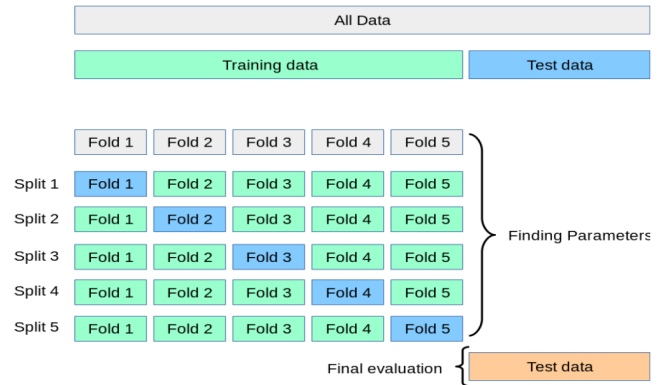 All Data
Training data Test data
Fold 1 Fold 2 Fold 3 Fold 4 Fold 5
Split 1 Fold 1 Fold 2 Fold 3 Fold 4 Fold 5
Split 2 Fold 1 Fold 2 Fold 3 Fold 4 Fold 5
Finding Parameters
Split 3 Fold 1 Fold 2 Fold 3 Fold 4 Fold 5
Split 4 Fold 1 Fold 2 Fold 3 Fold 4 Fold 5
Split 5 Fold 1 Fold 2 Fold 3 Fold 4 Fold 5
Final evaluation Test data